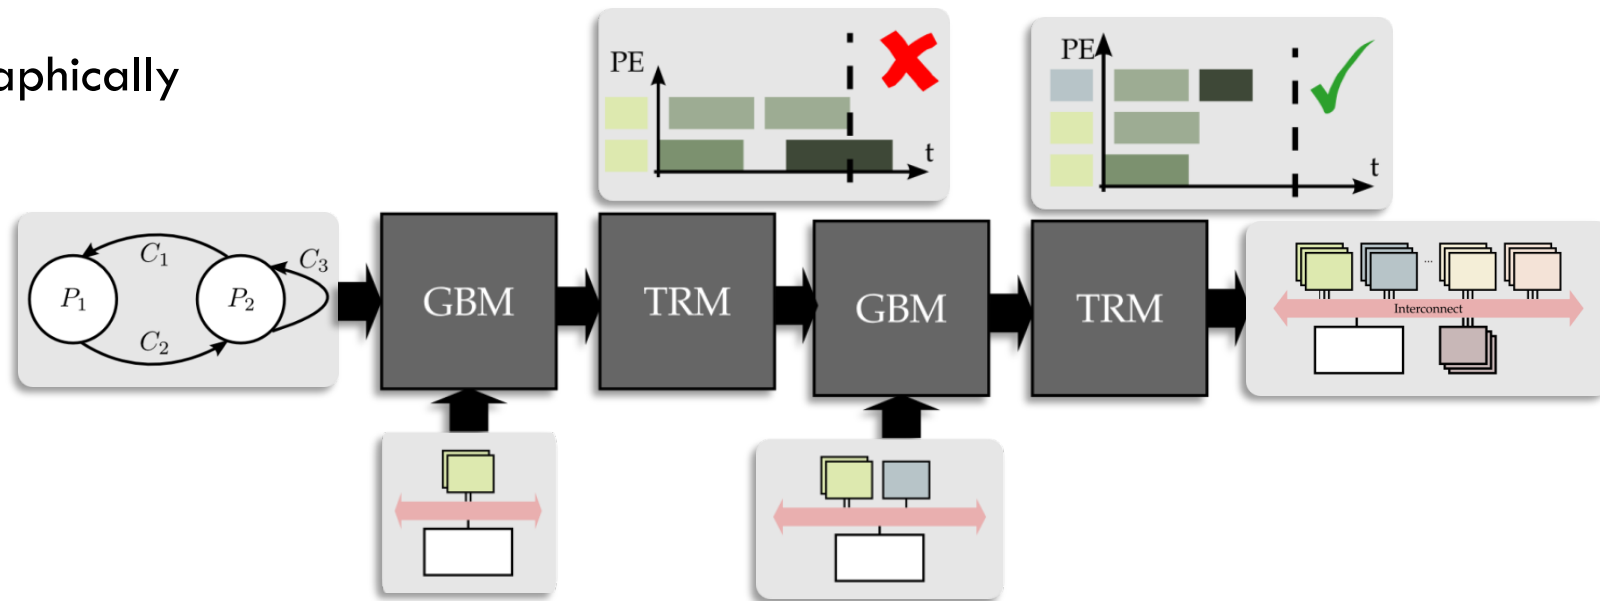 aphically
PE
t
PE
t
P₁
C₁
C₂
P₂
C₃
GBM
TRM
GBM
TRM
...
Interconnect